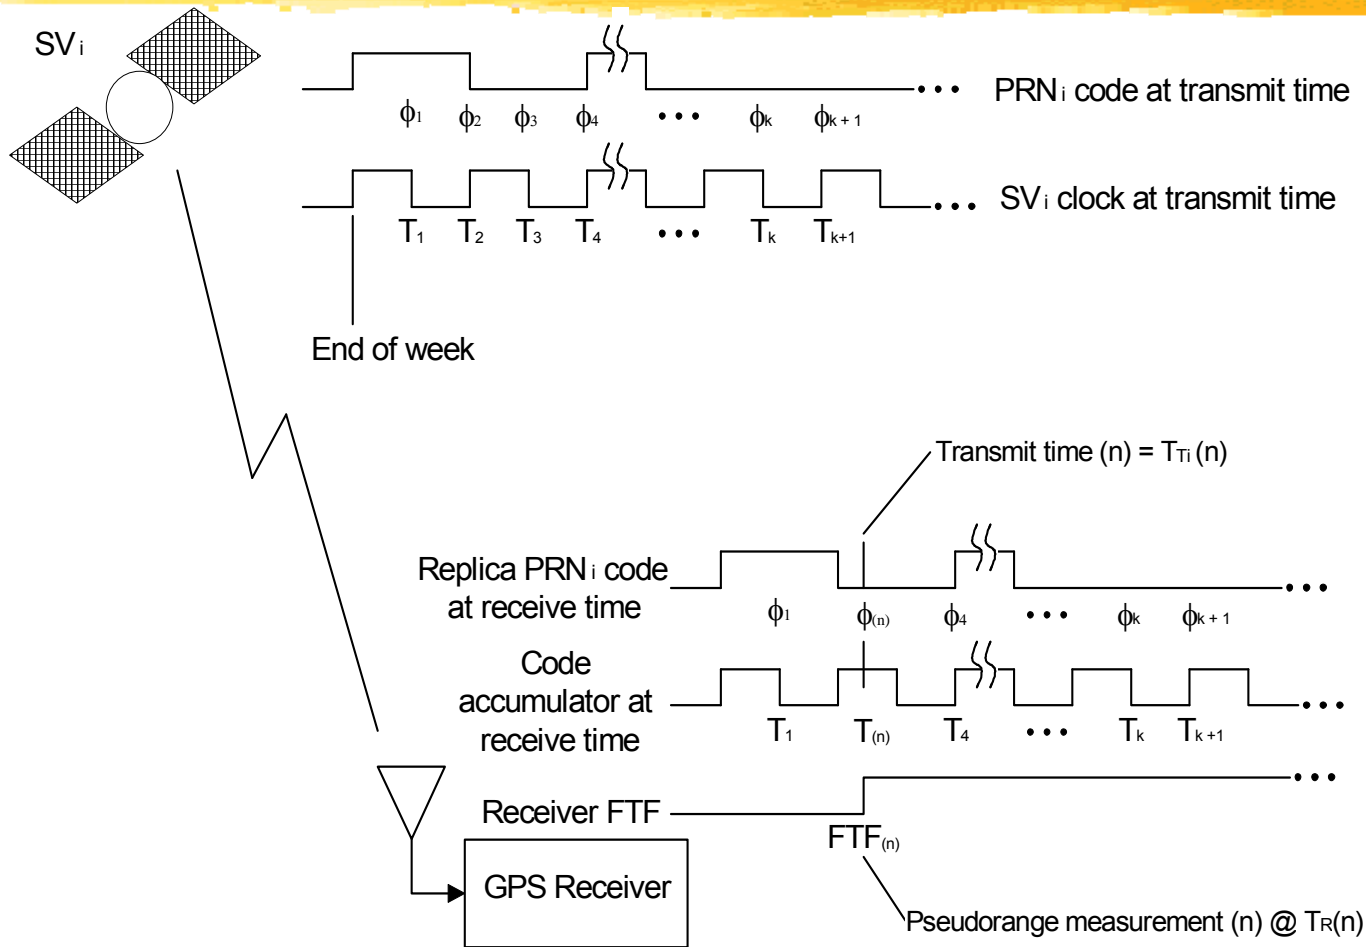 SV i
PRN i code at transmit time
ϕ1 ϕ2 ϕ3 ϕ4 ••• ϕk ϕk + 1 •••
SV i clock at transmit time
T1 T2 T3 T4 ••• Tk Tk+1 •••
End of week
Transmit time (n) = TTi (n)
Replica PRN i code
at receive time
ϕ1 ϕ(n) ϕ4 ••• ϕk ϕk + 1 •••
Code
accumulator at
receive time
T1 T(n) T4 ••• Tk Tk +1 •••
Receiver FTF •••
FTF(n)
GPS Receiver
Pseudorange measurement (n) @ TR(n)